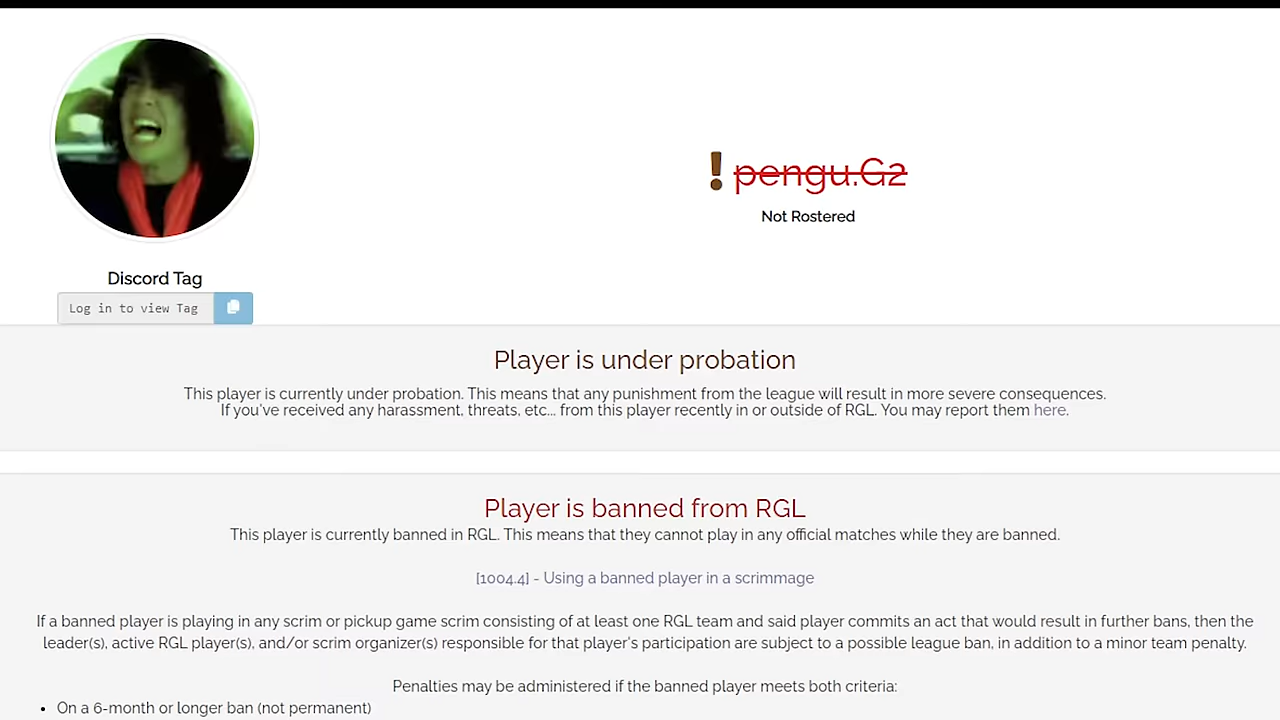 ❗pengu.G2
Not Rostered
Discord Tag
Log in to view Tag
Player is under probation
This player is currently under probation. This means that any punishment from the league will result in more severe consequences.
If you've received any harassment, threats, etc... from this player recently in or outside of RGL. You may report them here.
Player is banned from RGL
This player is currently banned in RGL. This means that they cannot play in any official matches while they are banned.
[1004.4] - Using a banned player in a scrimmage
If a banned player is playing in any scrim or pickup game scrim consisting of at least one RGL team and said player commits an act that would result in further bans, then the
leader(s), active RGL player(s), and/or scrim organizer(s) responsible for that player's participation are subject to a possible league ban, in addition to a minor team penalty.
Penalties may be administered if the banned player meets both criteria:
• On a 6-month or longer ban (not permanent)